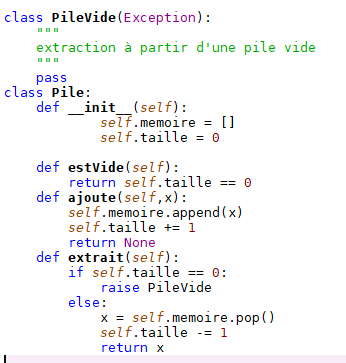 class PileVide(Exception):
    """
    extraction à partir d'une pile vide
    """
    pass
class Pile:
    def __init__(self):
            self.memoire = []
            self.taille = 0

    def estVide(self):
        return self.taille == 0
    def ajoute(self,x):
        self.memoire.append(x)
        self.taille += 1
        return None
    def extrait(self):
        if self.taille == 0:
            raise PileVide
        else:
            x = self.memoire.pop()
            self.taille -= 1
            return x